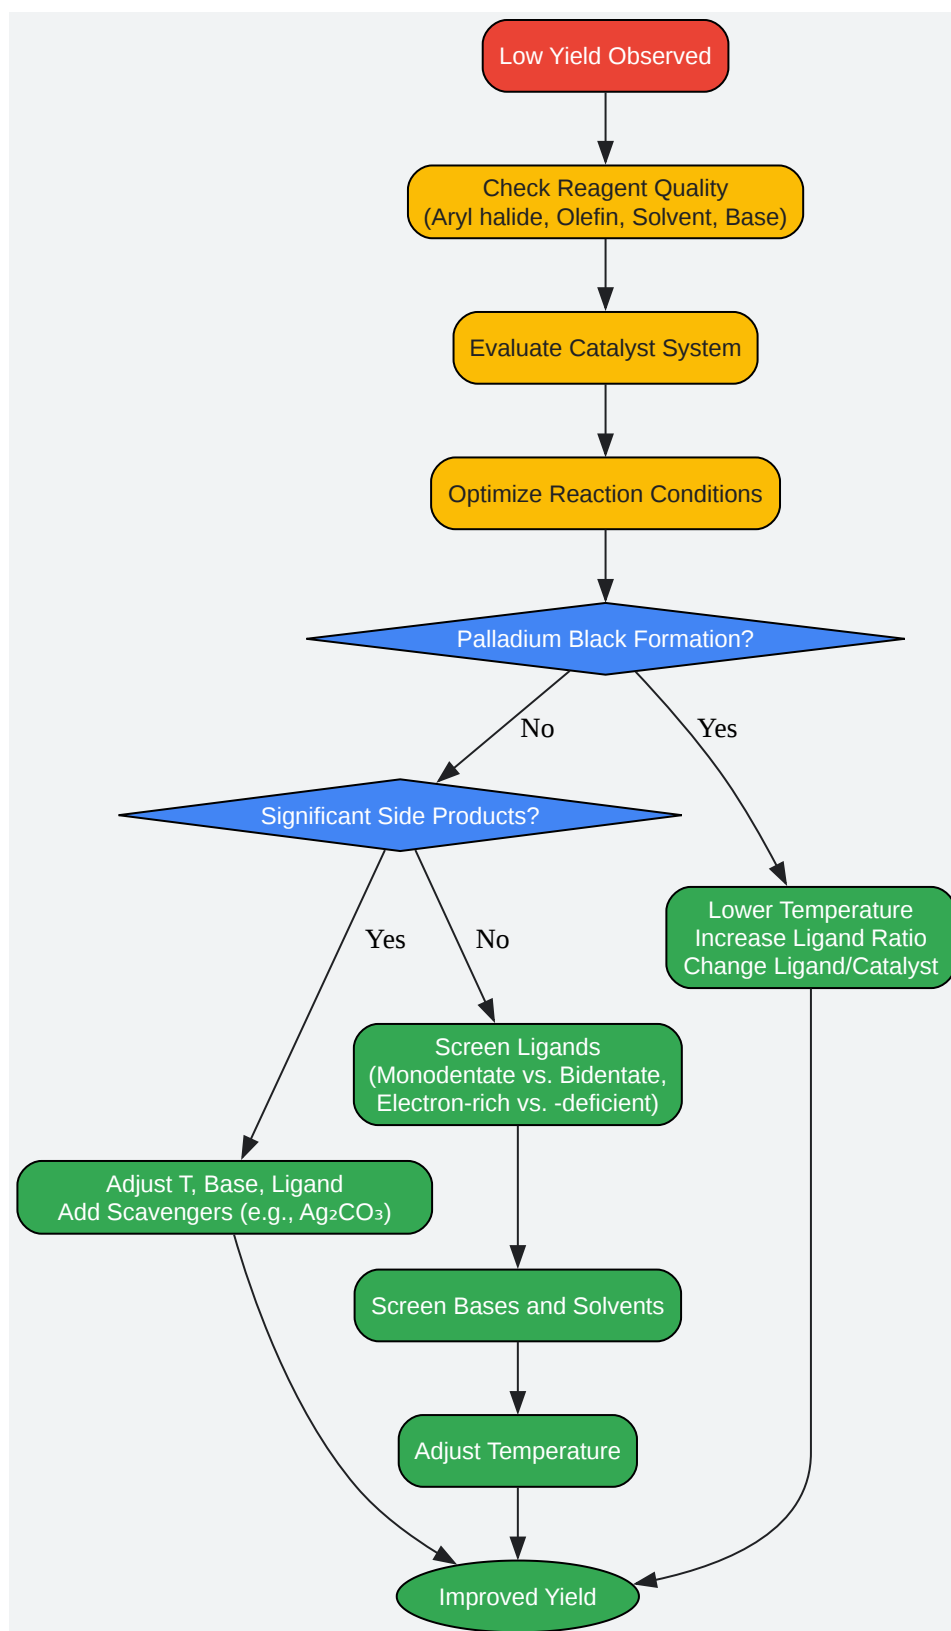 Low Yield Observed
Check Reagent Quality
(Aryl halide, Olefin, Solvent, Base)
Evaluate Catalyst System
Optimize Reaction Conditions
Palladium Black Formation?
No
Yes
Significant Side Products?
Lower Temperature
Increase Ligand Ratio
Change Ligand/Catalyst
Yes
No
Screen Ligands
(Monodentate vs. Bidentate,
Electron-rich vs. -deficient)
Adjust T, Base, Ligand
Add Scavengers (e.g., Ag₂CO₃)
Screen Bases and Solvents
Adjust Temperature
Improved Yield